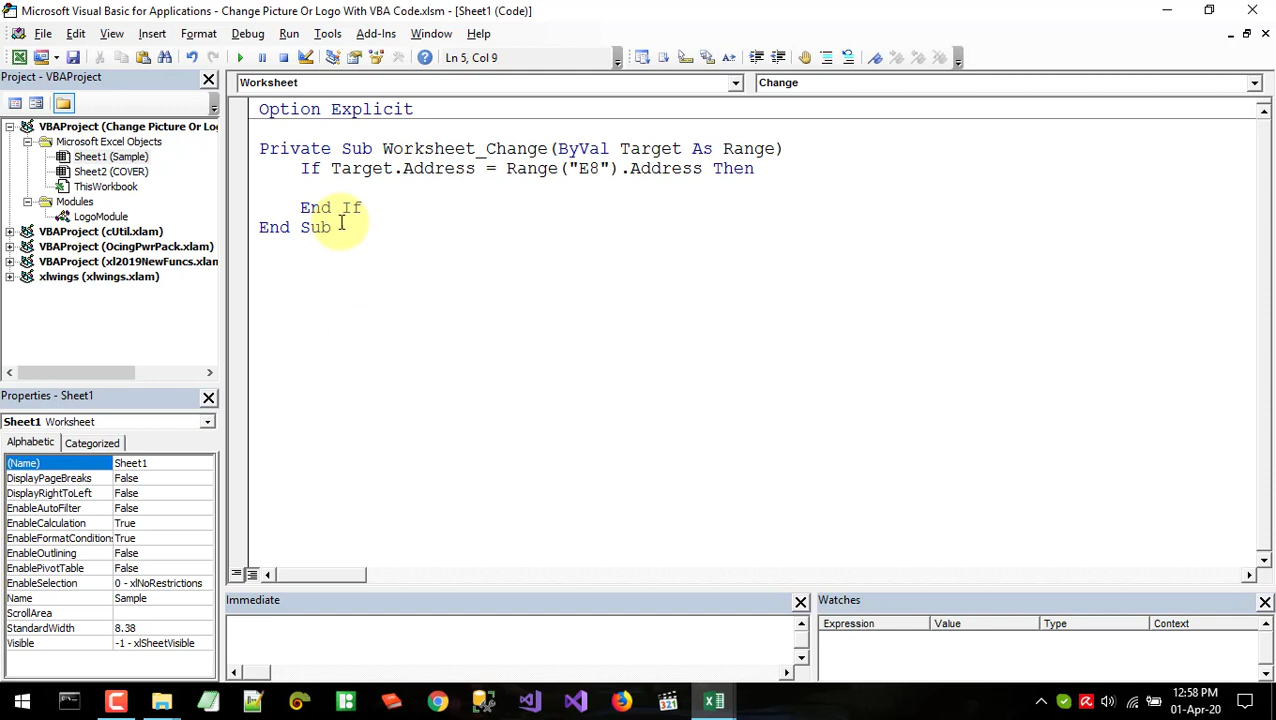 Microsoft Visual Basic for Applications - Change Picture Or Logo With VBA Code.xlsm - [Sheet1 (Code)]
File Edit View Insert Format Debug Run Tools Add-Ins Window Help
Ln 5, Col 9
Project - VBAProject
VBAProject (Change Picture Or Logo
Microsoft Excel Objects
Sheet1 (Sample)
Sheet2 (COVER)
ThisWorkbook
Modules
LogoModule
VBAProject (cUtil.xlam)
VBAProject (OcingPwrPack.xlam)
VBAProject (xl2019NewFuncs.xlam
xlwings (xlwings.xlam)
Properties - Sheet1
Sheet1 Worksheet
Alphabetic Categorized
(Name) Sheet1
DisplayPageBreaks False
DisplayRightToLeft False
EnableAutoFilter False
EnableCalculation True
EnableFormatConditions True
EnableOutlining False
EnablePivotTable False
EnableSelection 0 - xlNoRestrictions
Name Sample
ScrollArea
StandardWidth 8.38
Visible -1 - xlSheetVisible
Worksheet Change
Option Explicit
Private Sub Worksheet_Change(ByVal Target As Range)
If Target.Address = Range("E8").Address Then
End If
End Sub
Immediate
Watches
Expression Value Type Context
321
12:58 PM
01-Apr-20